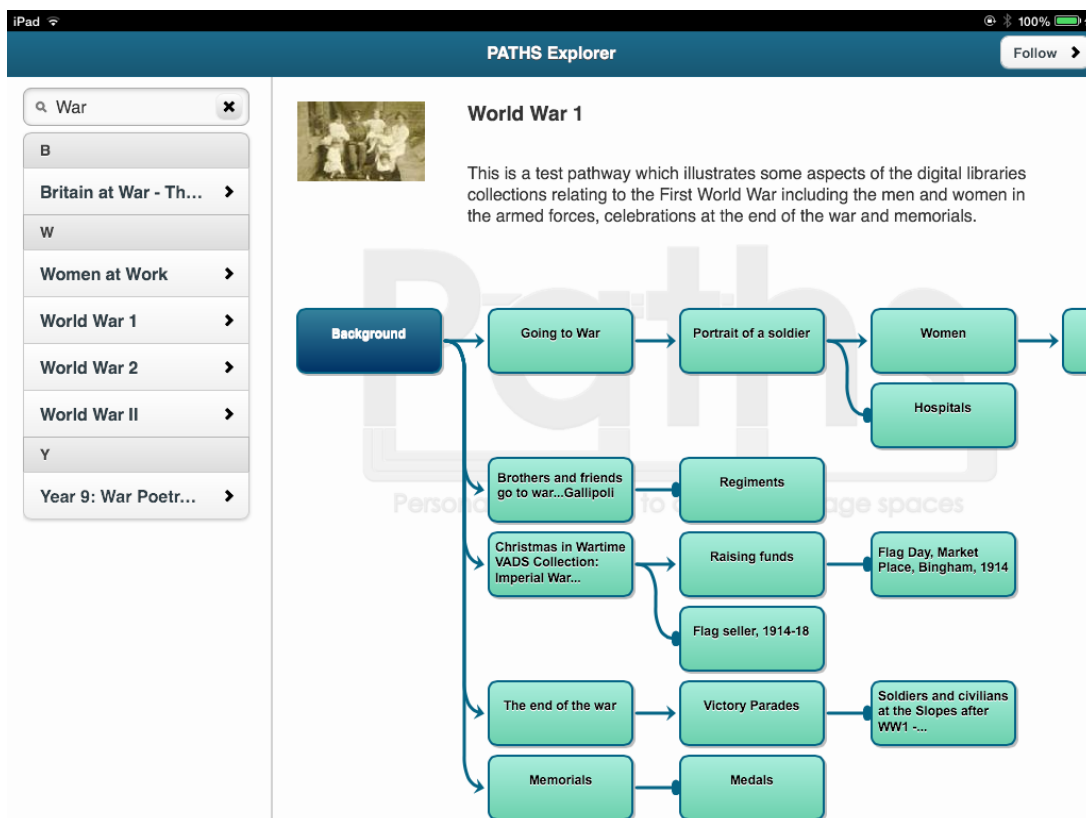 iPad 100%
PATHS Explorer
Follow
War
B
Britain at War - Th...
W
Women at Work
World War 1
World War 2
World War II
Y
Year 9: War Poetr...
World War 1
This is a test pathway which illustrates some aspects of the digital libraries
collections relating to the First World War including the men and women in
the armed forces, celebrations at the end of the war and memorials.
Paths
Background
Going to War
Portrait of a soldier
Women
Hospitals
Brothers and friends
go to war...Gallipoli
Regiments
Christmas in Wartime
VADS Collection:
Imperial War...
Raising funds
Flag Day, Market
Place, Bingham, 1914
Flag seller, 1914-18
The end of the war
Victory Parades
Soldiers and civilians
at the Slopes after
WW1 -...
Memorials
Medals
to
spaces